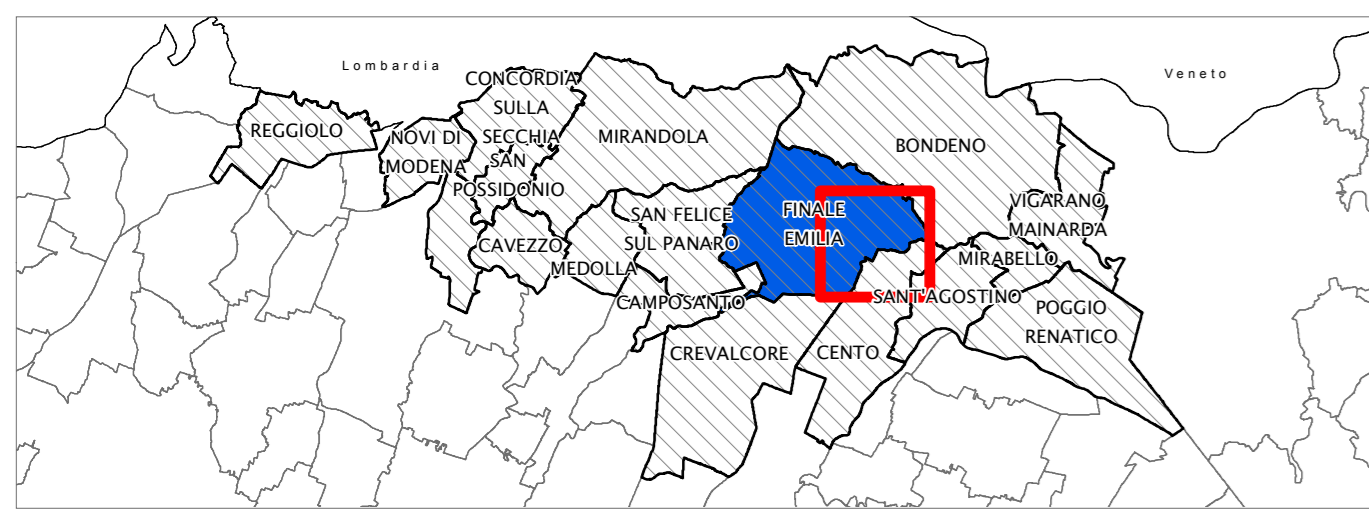 Lombardia
Veneto
CONCORDIA
SULLA
SECCHIA
REGGIOLO
NOVI DI
MODENA
MIRANDOLA
BONDENO
SAN
POSSIDONIO
SAN FELICE
SUL PANARO
FINALE
EMILIA
VIGARANO
MAINARDA
CAVEZZO
MEDOLLA
MIRABELLO
CAMPOSANTO
SANT'AGOSTINO
POGGIO
RENATICO
CREVALCORE
CENTO